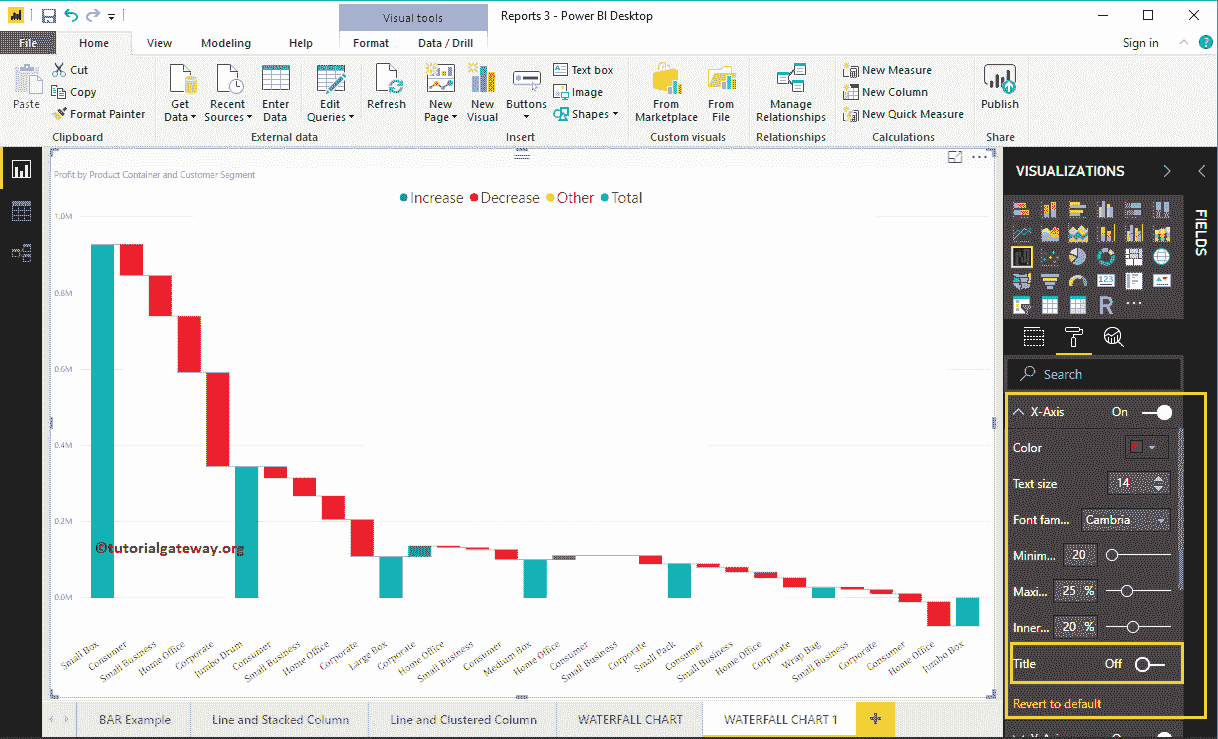 Visual tools
Reports 3 - Power BI Desktop
File Home View Modeling Help Format Data / Drill Sign in
Paste
Cut
Copy
Format Painter
Get Data
Recent Sources
Enter Data
Edit Queries
Refresh
New Page
New Visual
Buttons
Text box
Image
Shapes
From Marketplace
From File
Manage Relationships
New Measure
New Column
New Quick Measure
Publish
Clipboard External data Insert Custom visuals Relationships Calculations Share
Profit by Product Container and Customer Segment
Increase Decrease Other Total
1.0M
0.8M
0.6M
0.4M
0.2M
0.0M
©tutorialgateway.org
Small Box
Consumer
Small Business
Home Office
Corporate
Jumbo Drum
Consumer
Small Business
Home Office
Corporate
Large Box
Corporate
Home Office
Small Business
Consumer
Medium Box
Home Office
Consumer
Small Business
Corporate
Small Pack
Consumer
Small Business
Home Office
Corporate
Wrap Bag
Small Business
Corporate
Consumer
Home Office
Jumbo Box
VISUALIZATIONS
FIELDS
123
R
Search
X-Axis On
Color
Text size 14
Font fam... Cambria
Minim... 20
Maxi... 25 %
Inner... 20 %
Title Off
Revert to default
BAR Example
Line and Stacked Column
Line and Clustered Column
WATERFALL CHART
WATERFALL CHART 1